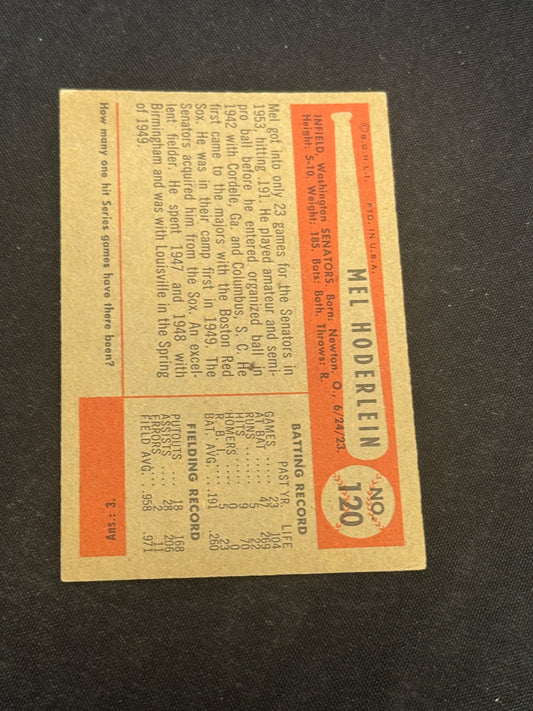 ©B.G.H.L.I. PTD. IN U.S.A.
MEL HODERLEIN
NO.
120
INFIELD, Washington SENATORS. Born: Newton, O., 6/24/23.
Height: 5-10. Weight: 185. Bats: Both. Throws: R.
Mel got into only 23 games for the Senators in
1953, hitting .191. He played amateur and semi-
pro ball before he entered organized ball in
1942 with Cordele, Ga. and Columbus, S. C. He
first came to the majors with the Boston Red
Sox. He was in their camp first in 1949. The
Senators acquired him from the Sox. An excel-
lent fielder. He spent 1947 and 1948 with
Birmingham and was with Louisville in the Spring
of 1949.
BATTING RECORD
PAST YR. LIFE
GAMES 23 104
AT BAT 47 269
RUNS 22
HITS 9 70
HOMERS 0 0
R. B. I. 5 23
BAT. AVG. .191 .260
FIELDING RECORD
PUTOUTS 18 168
ASSISTS 28 206
ERRORS 2 11
FIELD AVG. .958 .971
How many one hit Series games have there been?
Ans: 3.